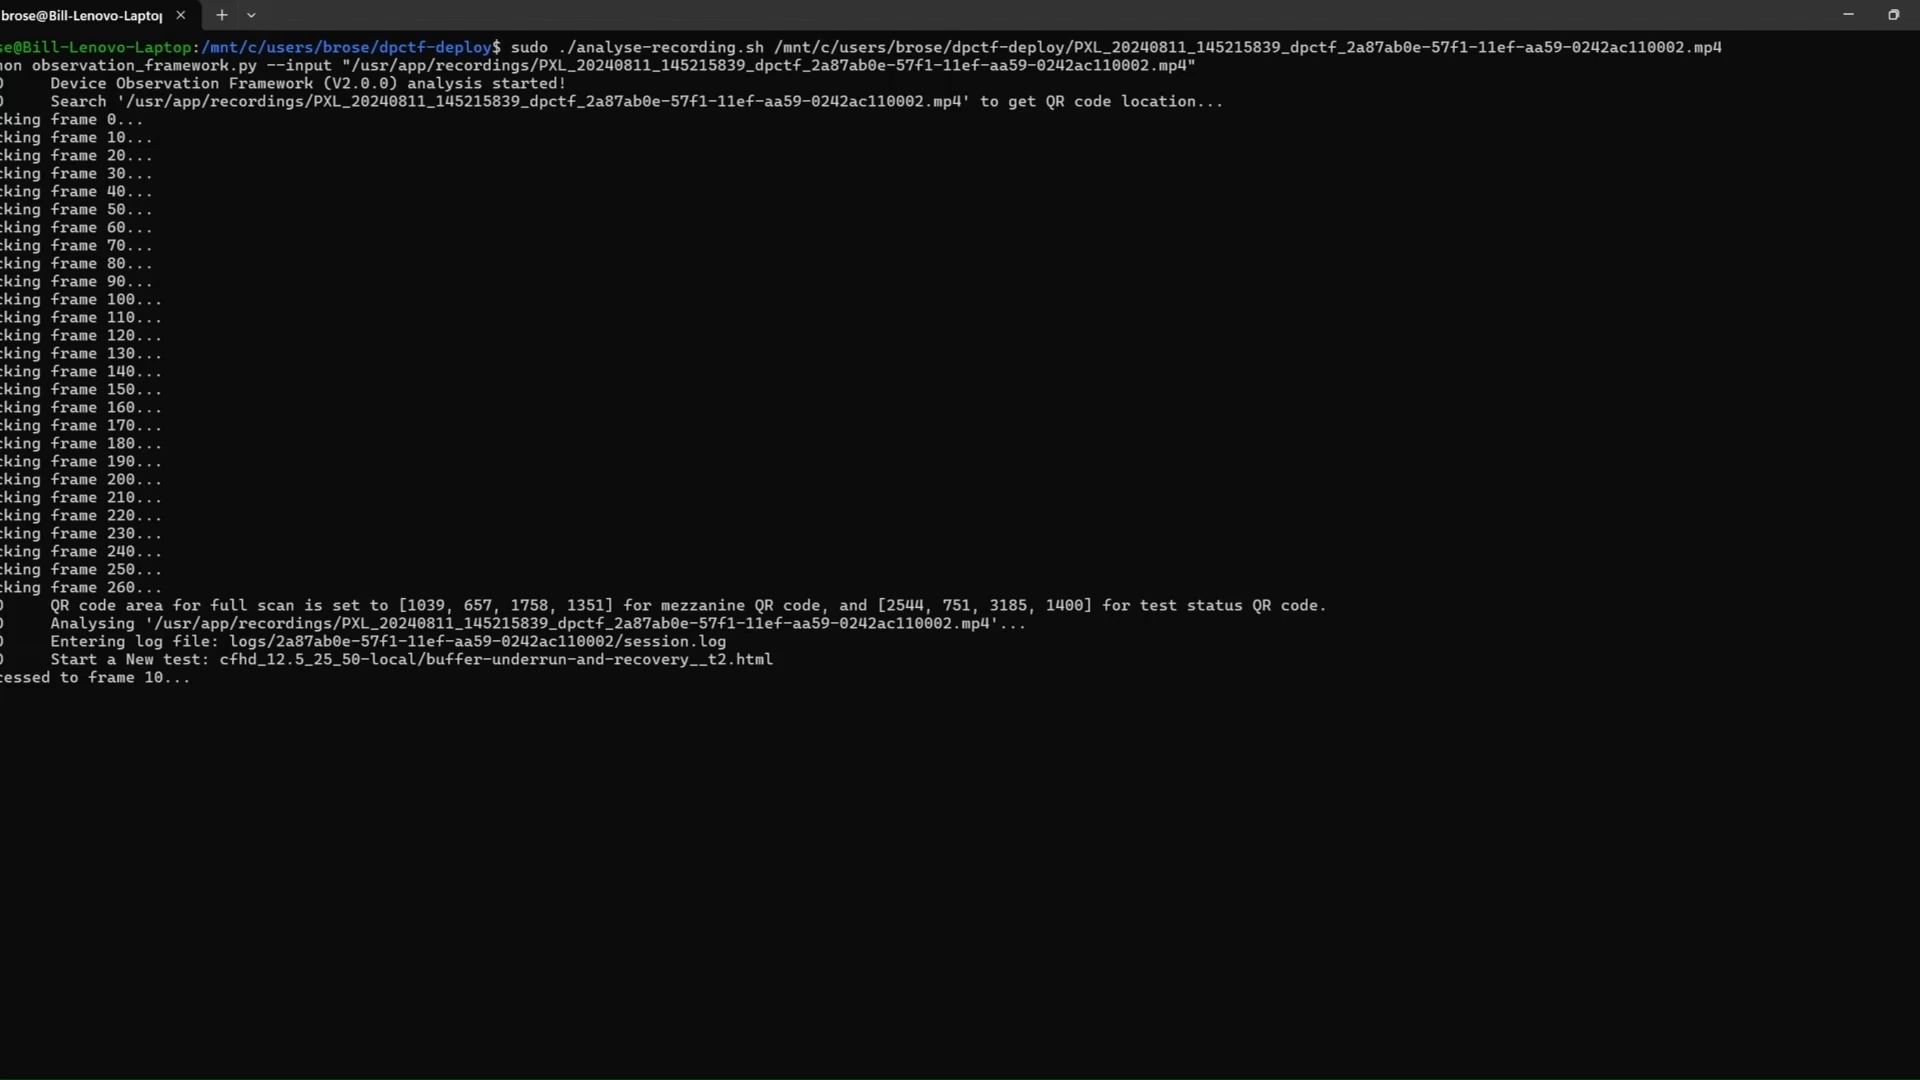 brose@Bill-Lenovo-Laptop
se@Bill-Lenovo-Laptop:/mnt/c/users/brose/dpctf-deploy$ sudo ./analyse-recording.sh /mnt/c/users/brose/dpctf-deploy/PXL_20240811_145215839_dpctf_2a87ab0e-57f1-11ef-aa59-0242ac110002.mp4
hon observation_framework.py --input "/usr/app/recordings/PXL_20240811_145215839_dpctf_2a87ab0e-57f1-11ef-aa59-0242ac110002.mp4"
Device Observation Framework (V2.0.0) analysis started!
Search '/usr/app/recordings/PXL_20240811_145215839_dpctf_2a87ab0e-57f1-11ef-aa59-0242ac110002.mp4' to get QR code location...
cking frame 0...
cking frame 10...
cking frame 20...
cking frame 30...
cking frame 40...
cking frame 50...
cking frame 60...
cking frame 70...
cking frame 80...
cking frame 90...
cking frame 100...
cking frame 110...
cking frame 120...
cking frame 130...
cking frame 140...
cking frame 150...
cking frame 160...
cking frame 170...
cking frame 180...
cking frame 190...
cking frame 200...
cking frame 210...
cking frame 220...
cking frame 230...
cking frame 240...
cking frame 250...
cking frame 260...
QR code area for full scan is set to [1039, 657, 1758, 1351] for mezzanine QR code, and [2544, 751, 3185, 1400] for test status QR code.
Analysing '/usr/app/recordings/PXL_20240811_145215839_dpctf_2a87ab0e-57f1-11ef-aa59-0242ac110002.mp4'...
Entering log file: logs/2a87ab0e-57f1-11ef-aa59-0242ac110002/session.log
Start a New test: cfhd_12.5_25_50-local/buffer-underrun-and-recovery__t2.html
cessed to frame 10...